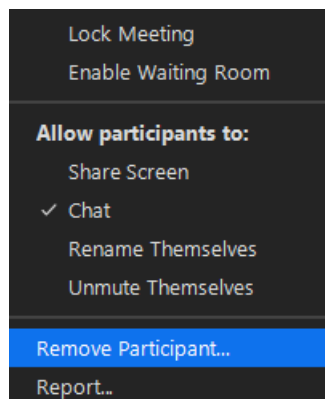 Lock Meeting
Enable Waiting Room
Allow participants to:
Share Screen
✓ Chat
Rename Themselves
Unmute Themselves
Remove Participant...
Report...